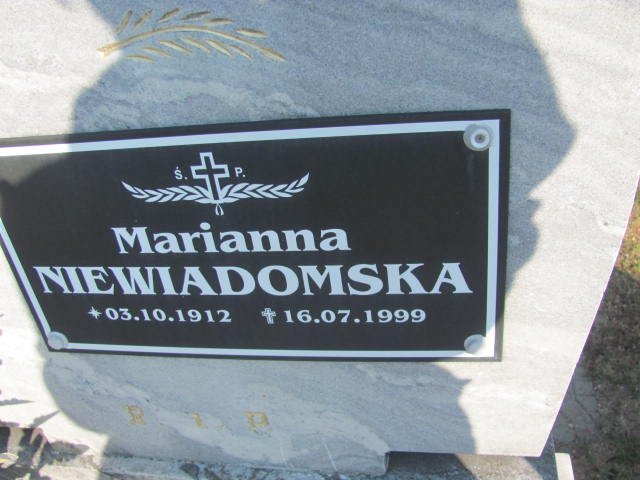 Ś. P.
Marianna
NIEWIADOMSKA
03.10.1912 16.07.1999
R.I.P